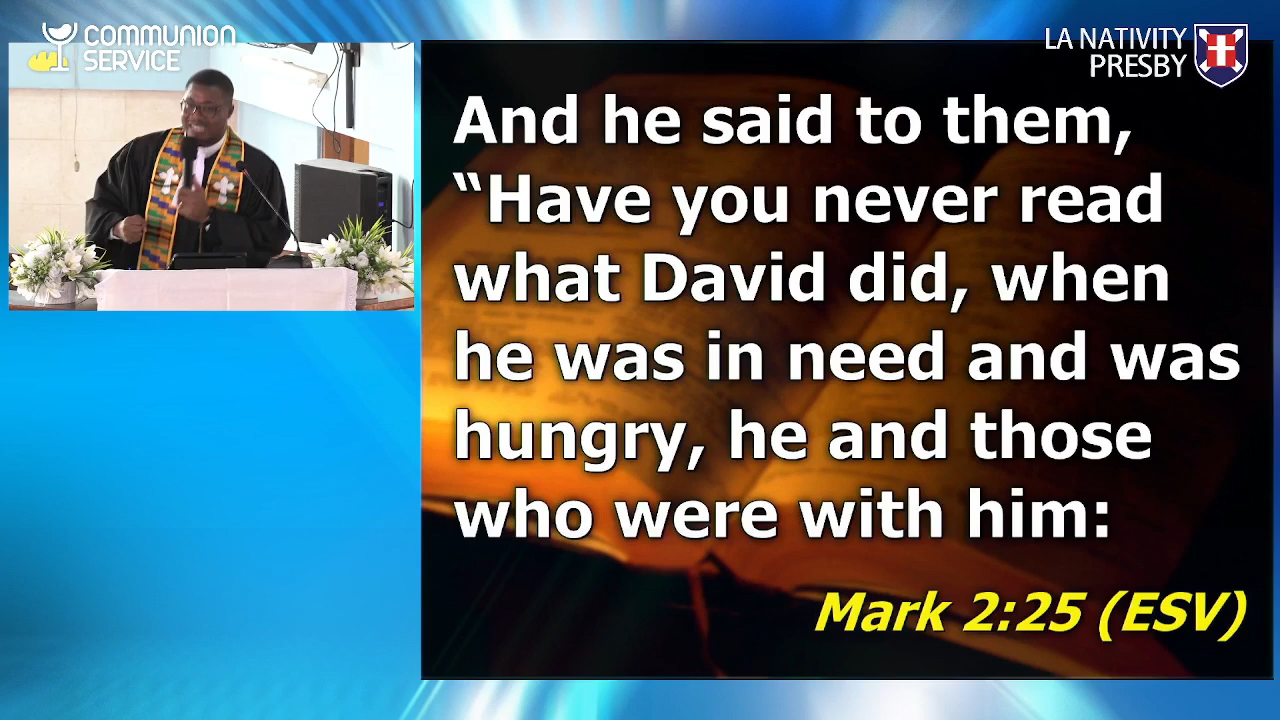 COMMUNION
SERVICE
LA NATIVITY
PRESBY
And he said to them,
“Have you never read
what David did, when
he was in need and was
hungry, he and those
who were with him:
Mark 2:25 (ESV)